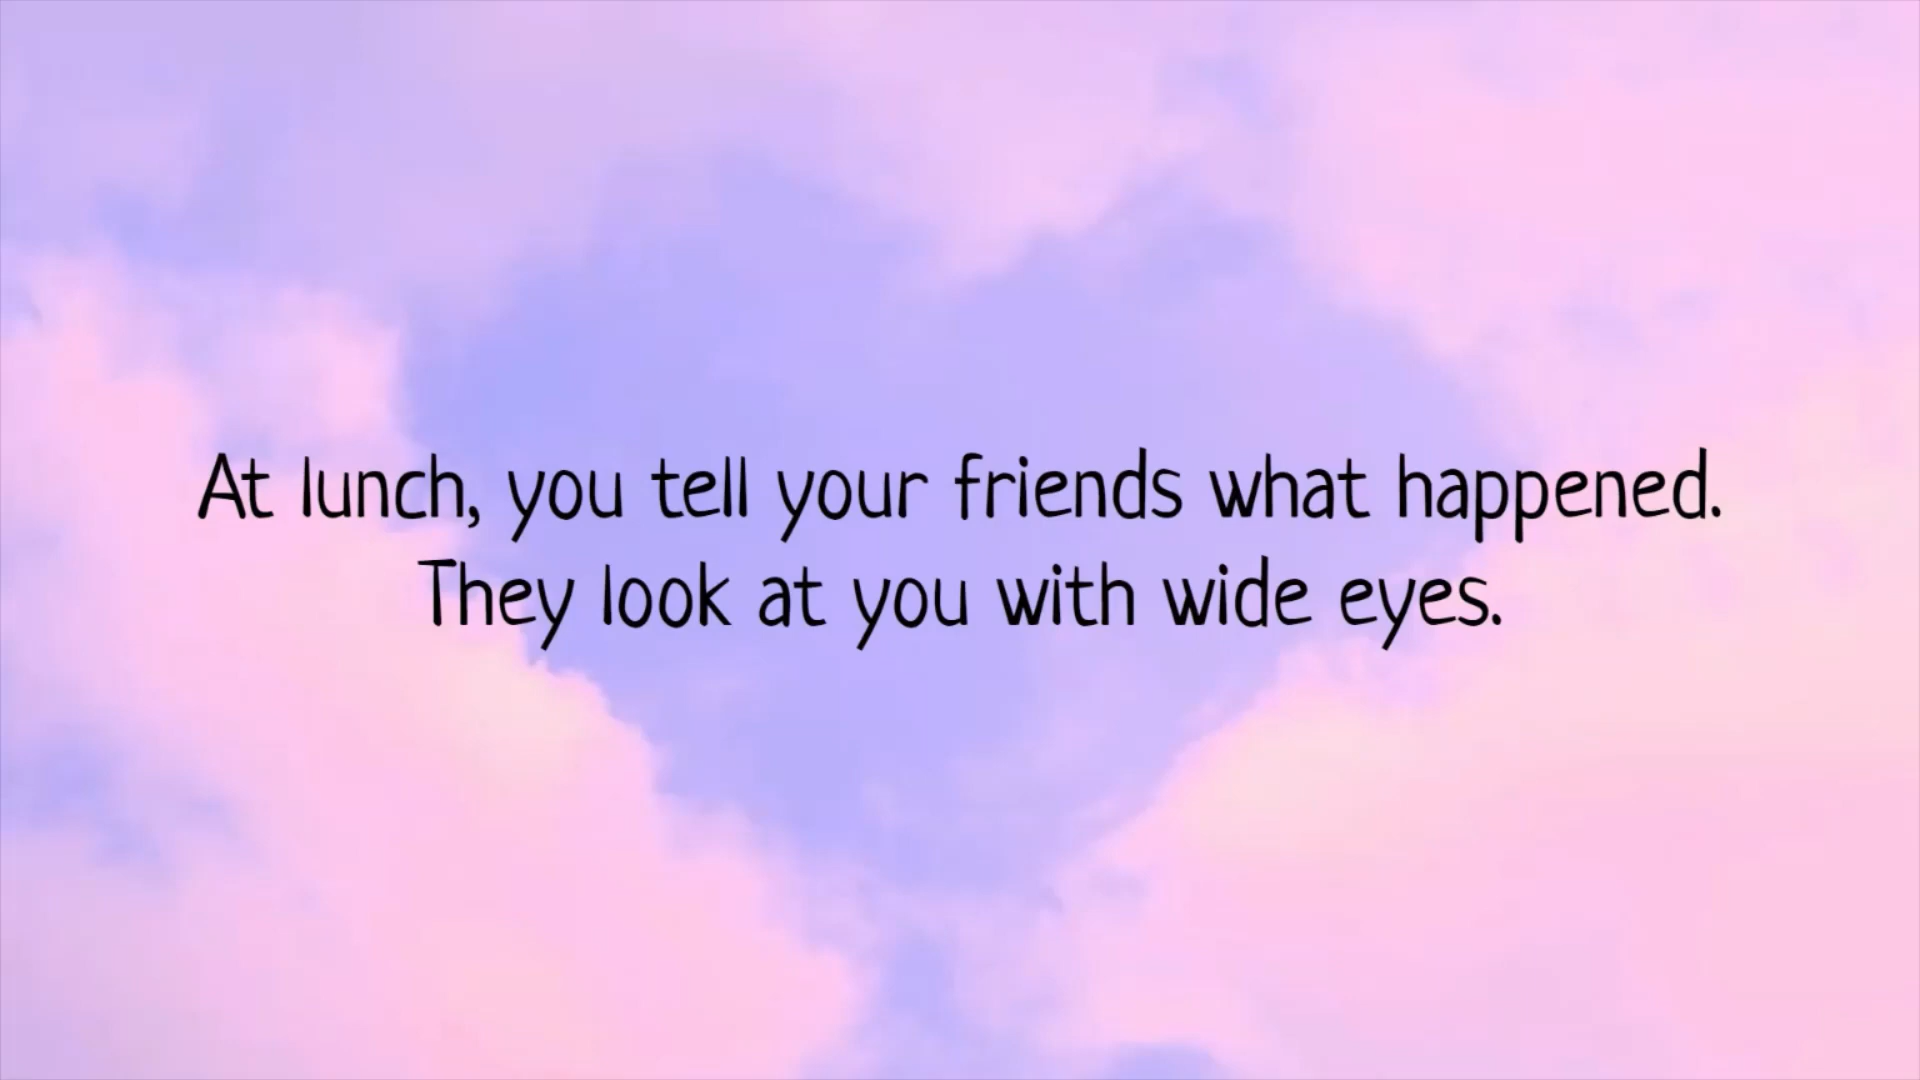 At lunch, you tell your friends what happened.
They look at you with wide eyes.